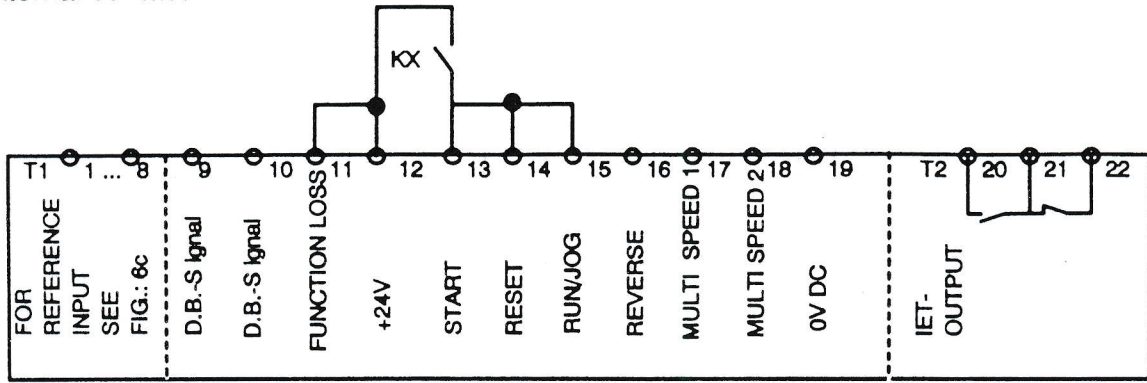 KX
T1 1 ... 8 9 10 11 12 13 14 15 16 17 18 19 T2 20 21 22
FOR
REFERENCE
INPUT
SEE
FIG.: 6c
D.B.-S ignal
D.B.-S ignal
FUNCTION LOSS
+24V
START
RESET
RUN/JOG
REVERSE
MULTI SPEED 1
MULTI SPEED 2
0V DC
IET-
OUTPUT